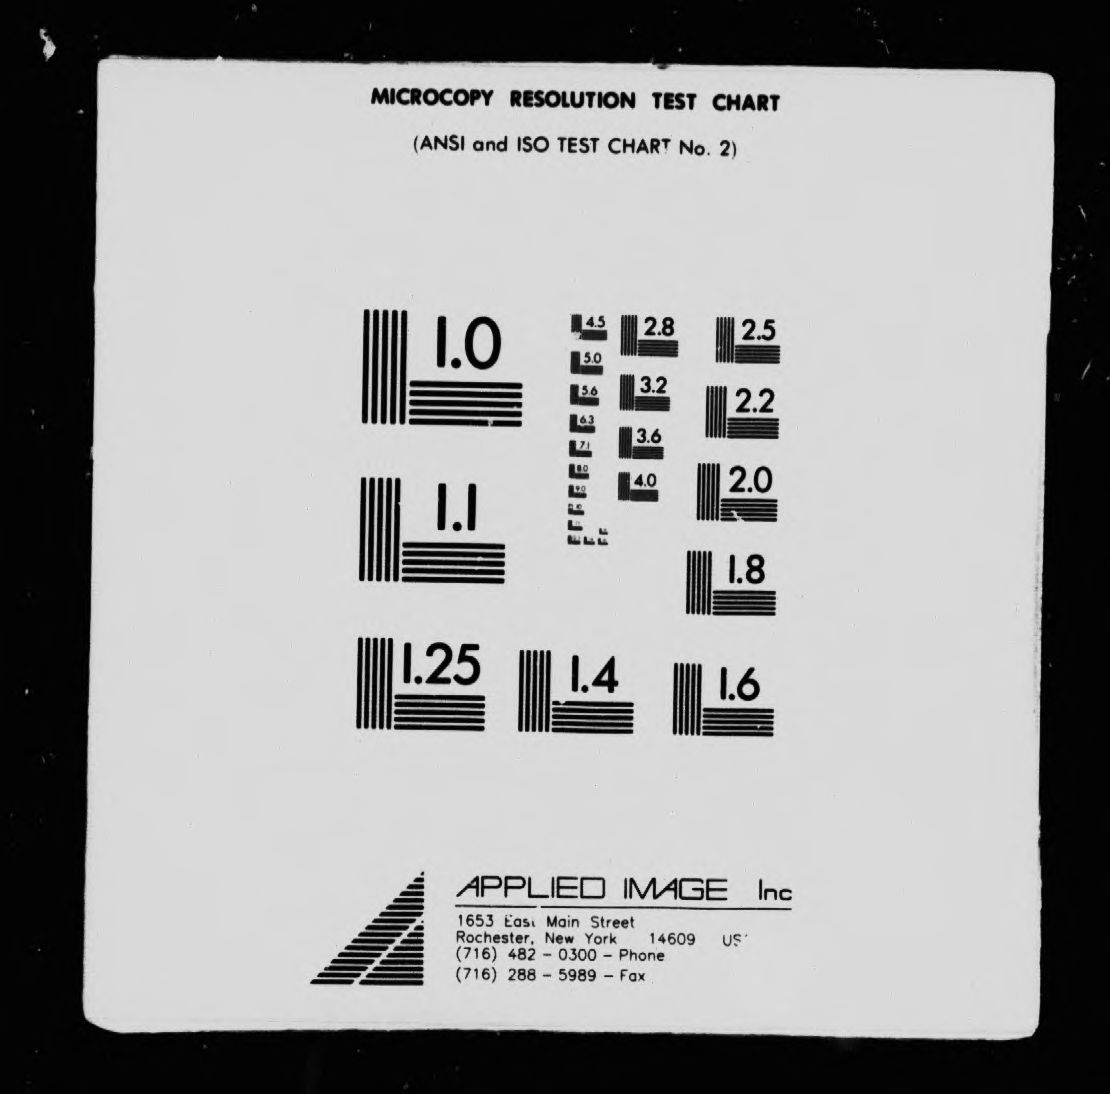 MICROCOPY RESOLUTION TEST CHART
(ANSI and ISO TEST CHART No. 2)
1.0
1.1
1.25
1.4
1.6
1.8
2.0
2.2
2.5
2.8
3.2
3.6
4.0
4.5
5.0
5.6
6.3
7.1
8.0
9.0
APPLIED IMAGE Inc
1653 East Main Street
Rochester, New York 14609
(716) 482 - 0300 - Phone
(716) 288 - 5989 - Fax